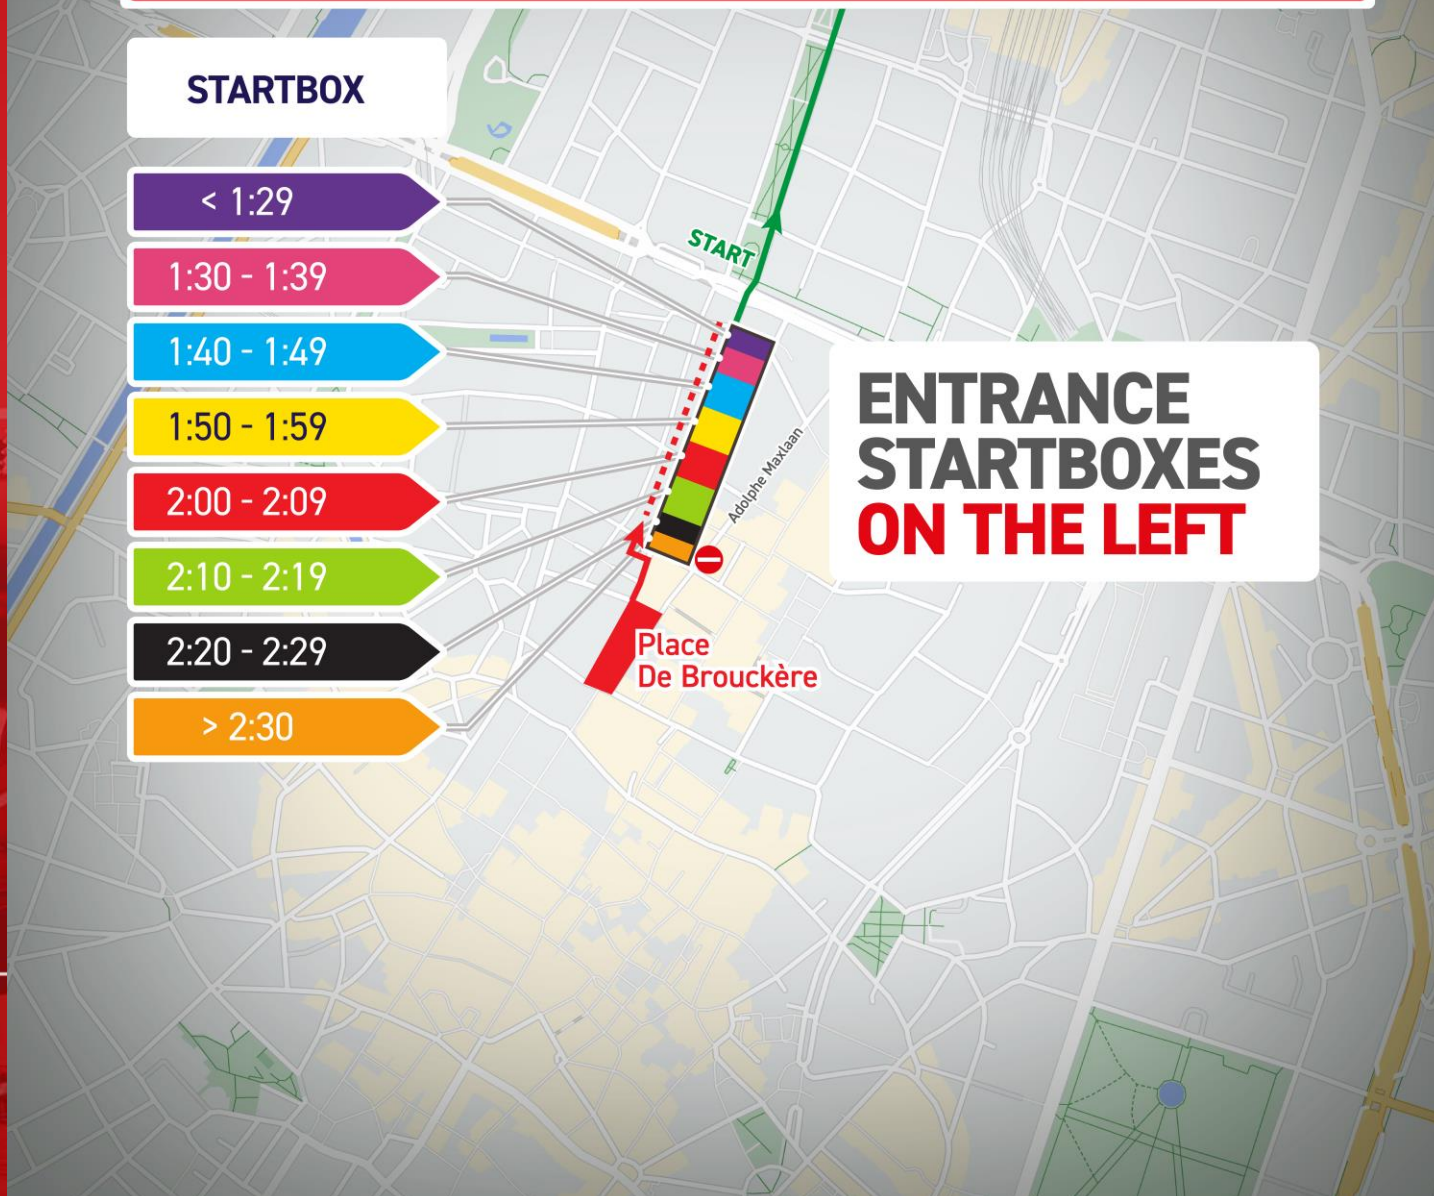 STARTBOX
< 1:29
1:30 - 1:39
1:40 - 1:49
1:50 - 1:59
2:00 - 2:09
2:10 - 2:19
2:20 - 2:29
> 2:30
START
Adolphe Maxlaan
ENTRANCE
STARTBOXES
ON THE LEFT
Place
De Brouckère